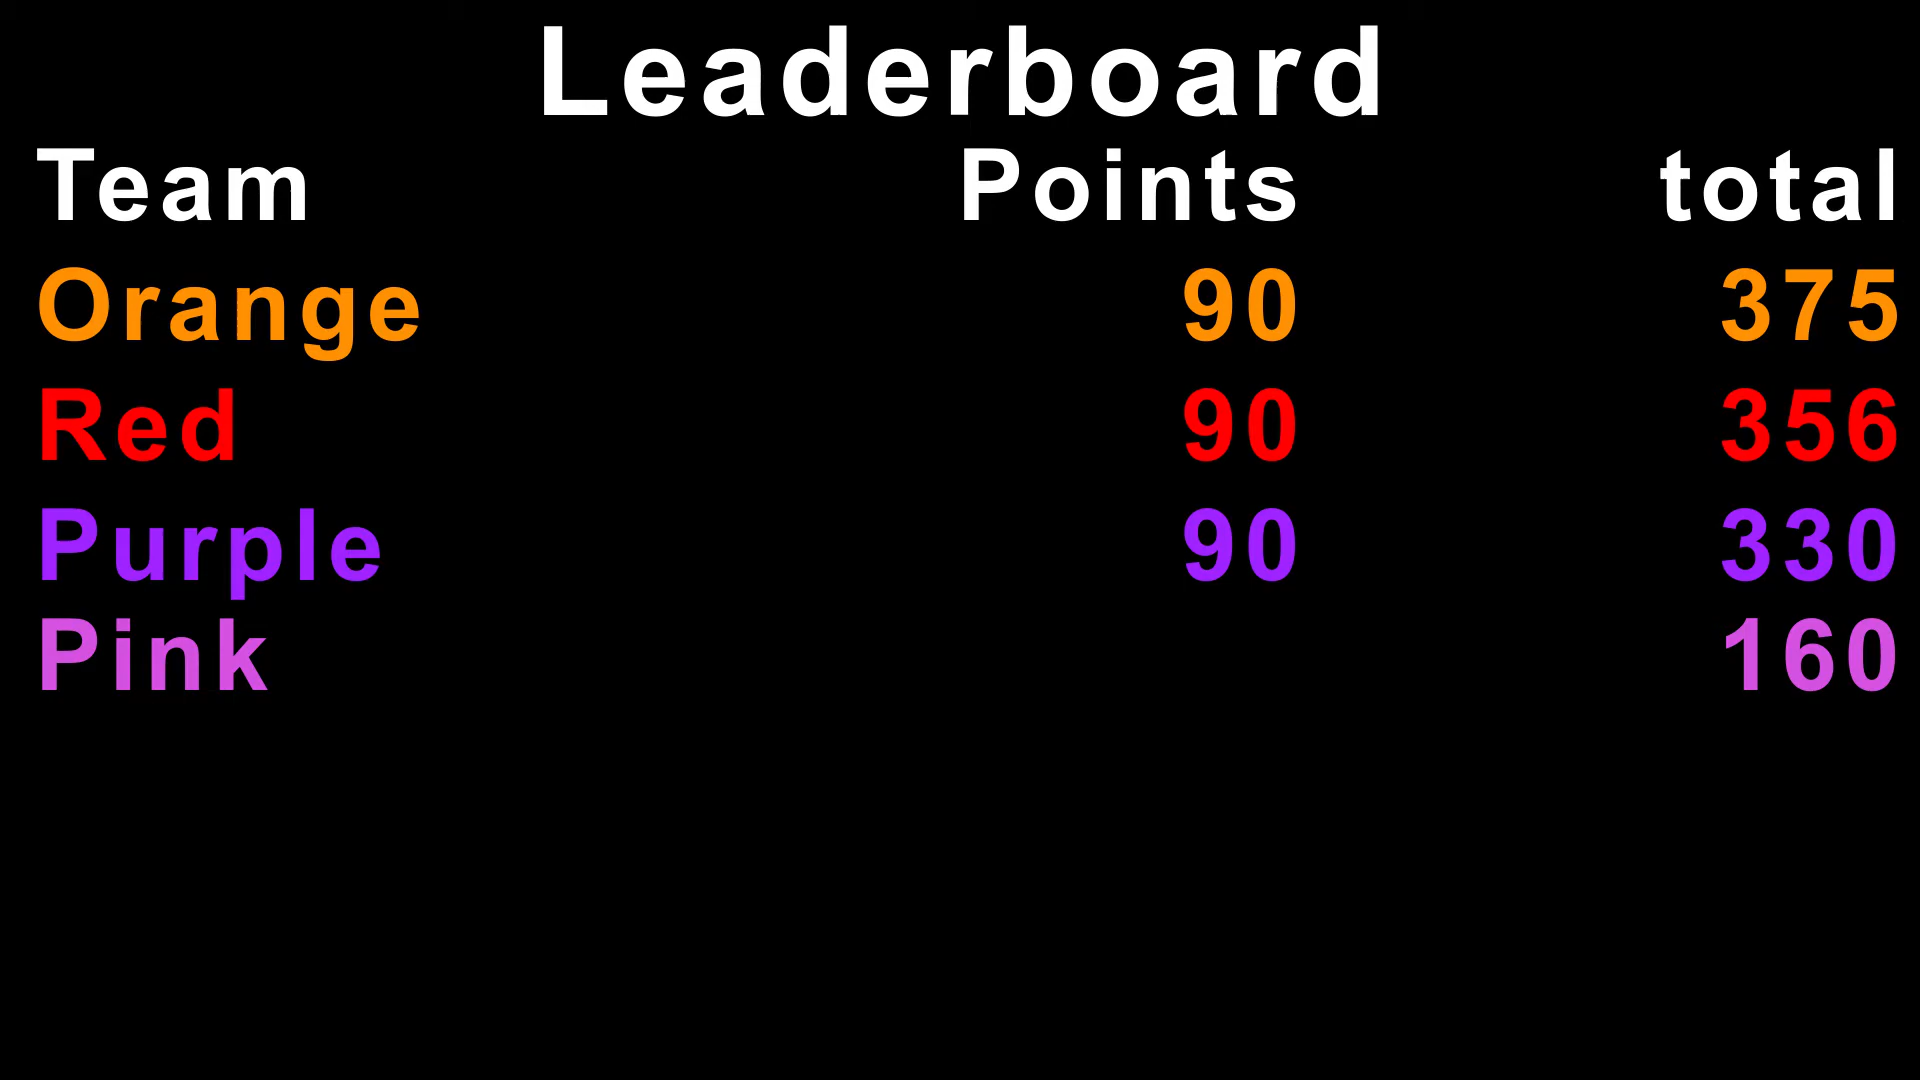 Leaderboard
Team Points total
Orange 90 375
Red 90 356
Purple 90 330
Pink 160